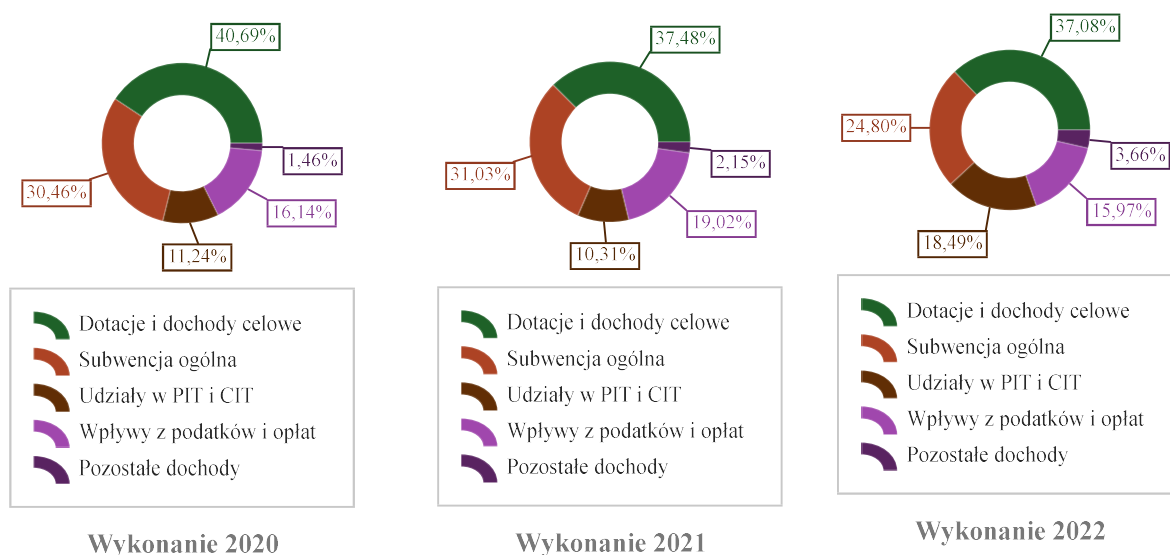 40,69%
1,46%
30,46%
16,14%
11,24%
Dotacje i dochody celowe
Subwencja ogólna
Udziały w PIT i CIT
Wpływy z podatków i opłat
Pozostałe dochody
Wykonanie 2020
37,48%
2,15%
31,03%
19,02%
10,31%
Dotacje i dochody celowe
Subwencja ogólna
Udziały w PIT i CIT
Wpływy z podatków i opłat
Pozostałe dochody
Wykonanie 2021
37,08%
24,80%
3,66%
15,97%
18,49%
Dotacje i dochody celowe
Subwencja ogólna
Udziały w PIT i CIT
Wpływy z podatków i opłat
Pozostałe dochody
Wykonanie 2022